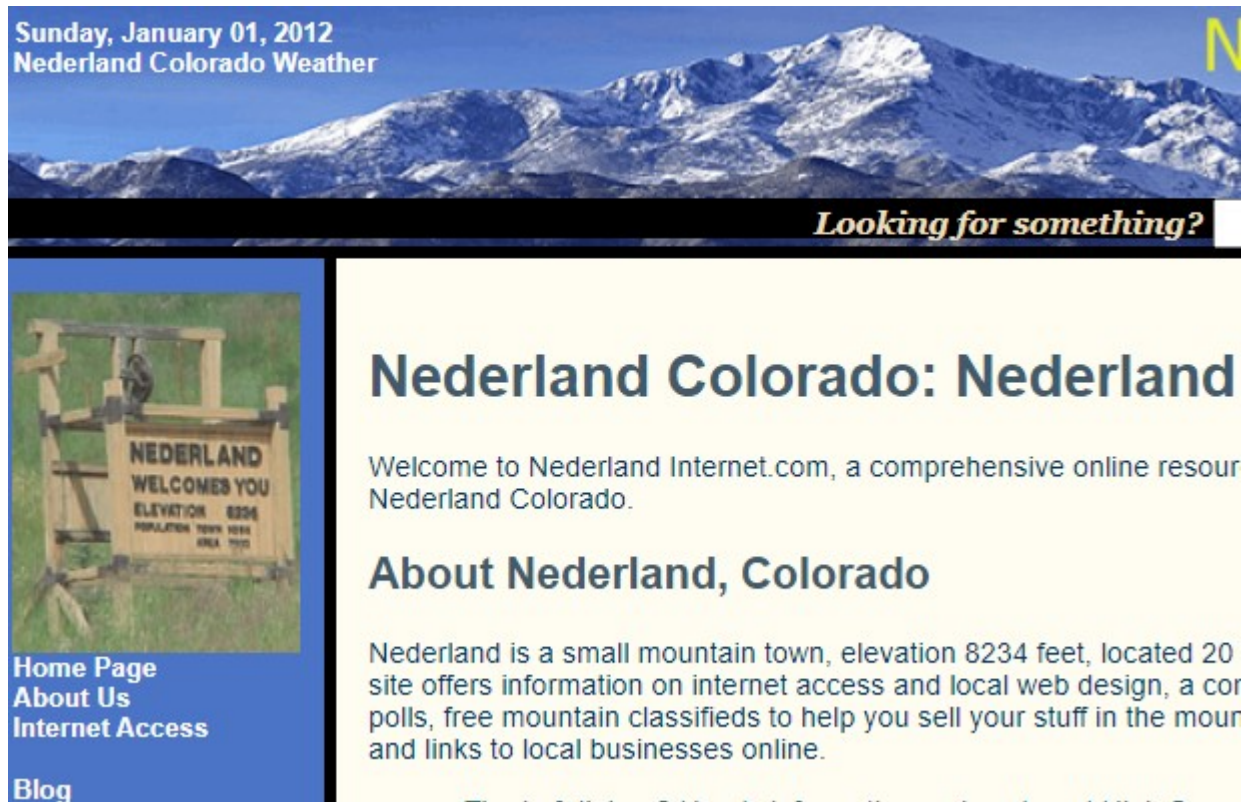 Sunday, January 01, 2012
Nederland Colorado Weather
N
Looking for something?
NEDERLAND
WELCOMES YOU
ELEVATION 8236
POPULATION TOWN
AREA
Home Page
About Us
Internet Access
Blog
Nederland Colorado: Nederland
Welcome to Nederland Internet.com, a comprehensive online resour
Nederland Colorado.
About Nederland, Colorado
Nederland is a small mountain town, elevation 8234 feet, located 20
site offers information on internet access and local web design, a cor
polls, free mountain classifieds to help you sell your stuff in the moun
and links to local businesses online.